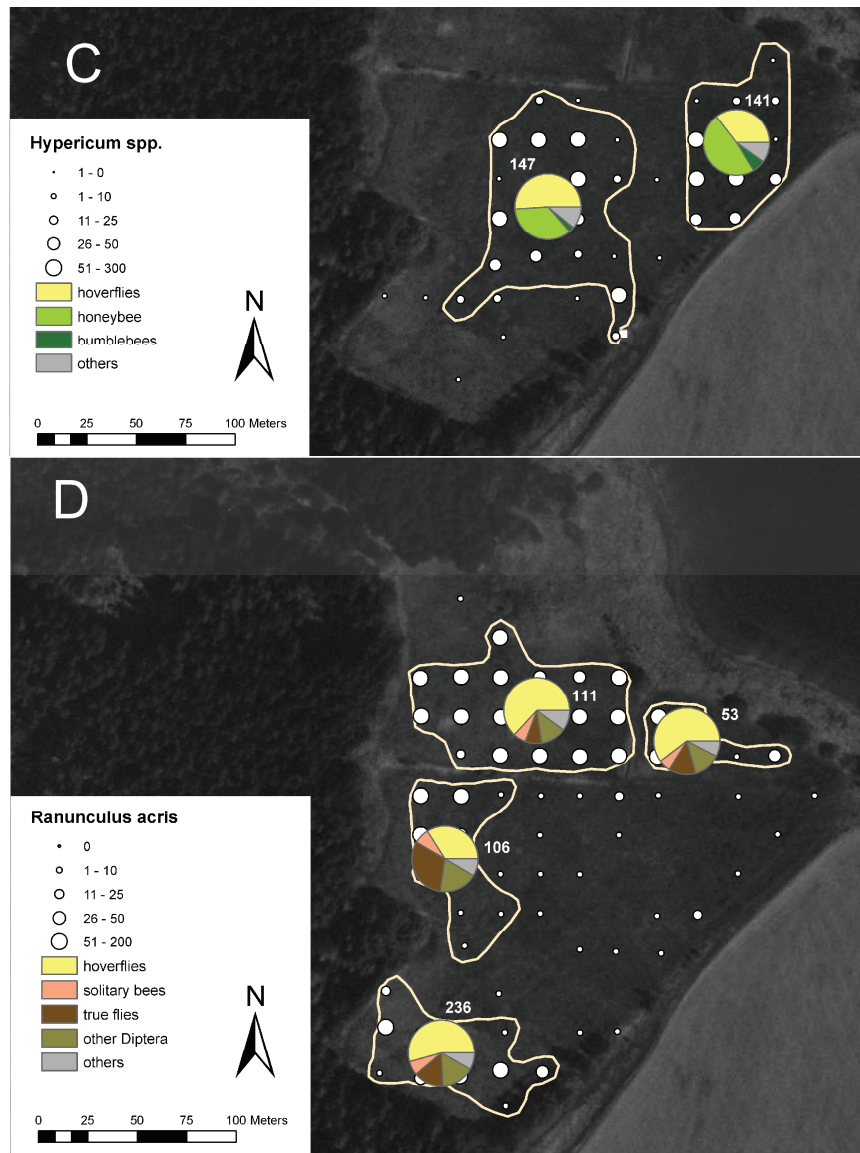 C
Hypericum spp.
1 - 0
1 - 10
11 - 25
26 - 50
51 - 300
hoverflies
honeybee
bumblebees
others
N
0 25 50 75 100 Meters
147
141
D
Ranunculus acris
0
1 - 10
11 - 25
26 - 50
51 - 200
hoverflies
solitary bees
true flies
other Diptera
others
N
0 25 50 75 100 Meters
111
53
106
236